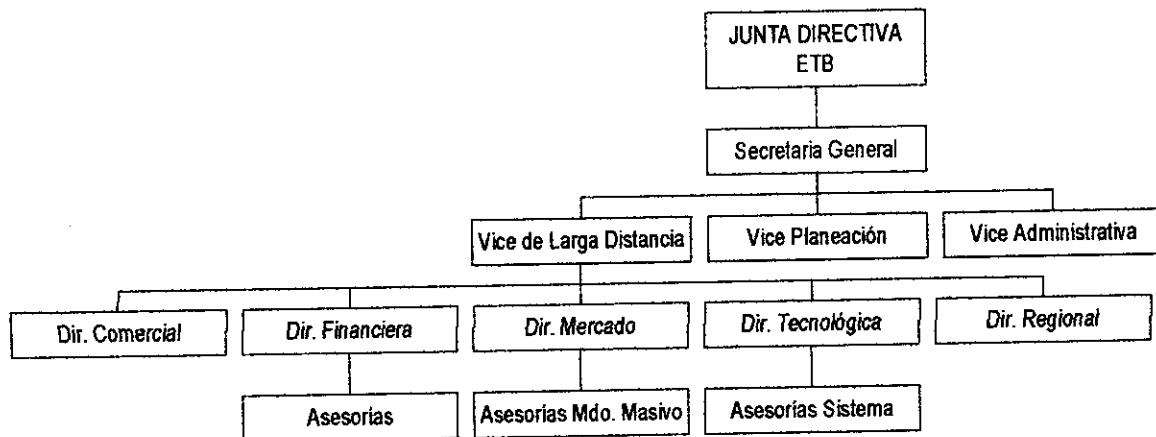 JUNTA DIRECTIVA
ETB
Secretaria General
Vice de Larga Distancia
Vice Planeación
Vice Administrativa
Dir. Comercial
Dir. Financiera
Dir. Mercado
Dir. Tecnológica
Dir. Regional
Asesorías
Asesorías Mdo. Masivo
Asesorías Sistema